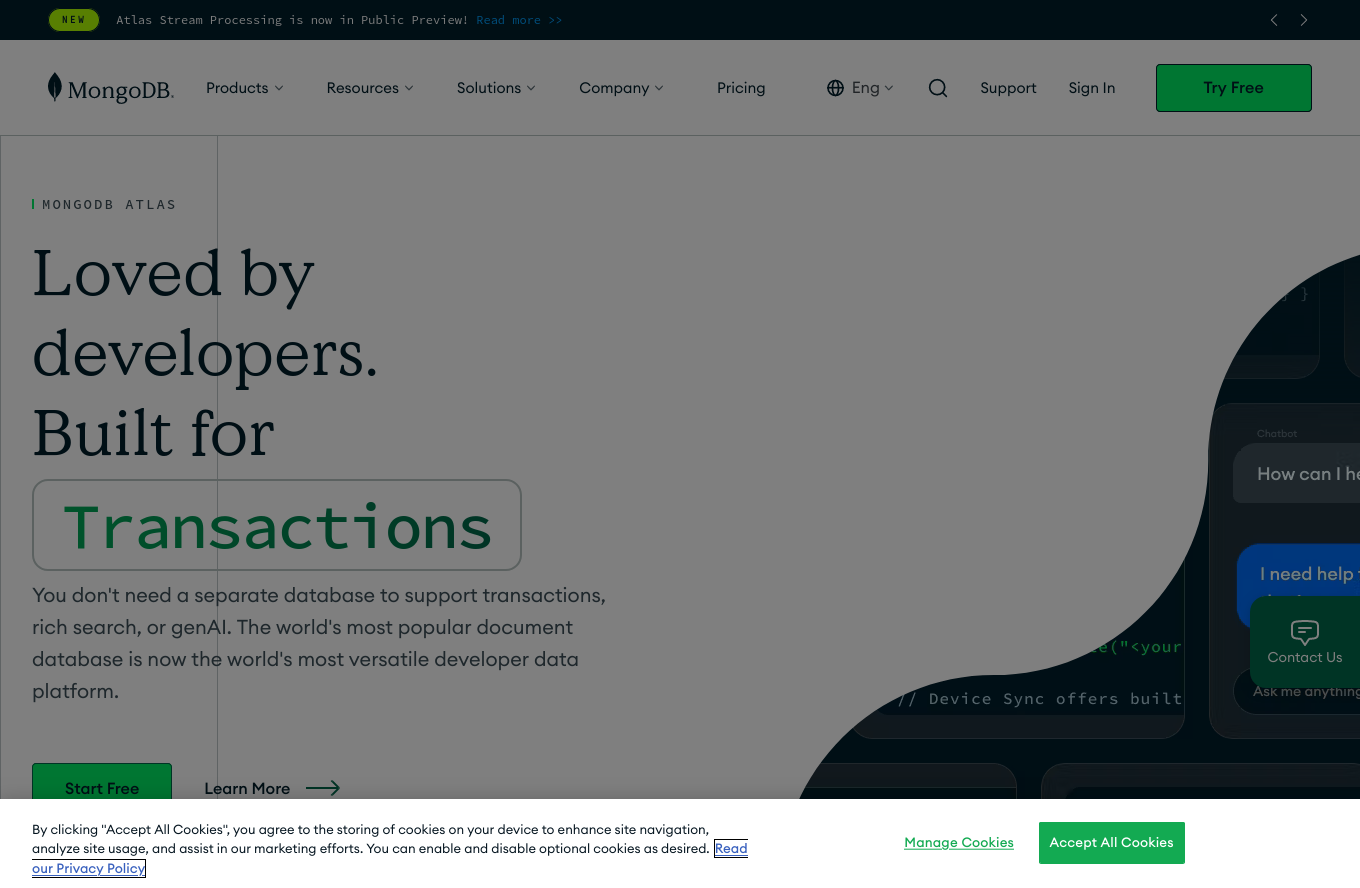 NEW Atlas Stream Processing is now in Public Preview! Read more >>
MongoDB. Products Resources Solutions Company Pricing Eng Support Sign In Try Free
MONGODB ATLAS
Loved by
developers.
Built for
Transactions
You don't need a separate database to support transactions,
rich search, or genAI. The world's most popular document
database is now the world's most versatile developer data
platform.
Start Free Learn More
} }
Chatbot
How can I he
I need help
Contact Us
("<your
Ask me anything
// Device Sync offers built
By clicking "Accept All Cookies", you agree to the storing of cookies on your device to enhance site navigation,
analyze site usage, and assist in our marketing efforts. You can enable and disable optional cookies as desired. Read
our Privacy Policy
Manage Cookies Accept All Cookies